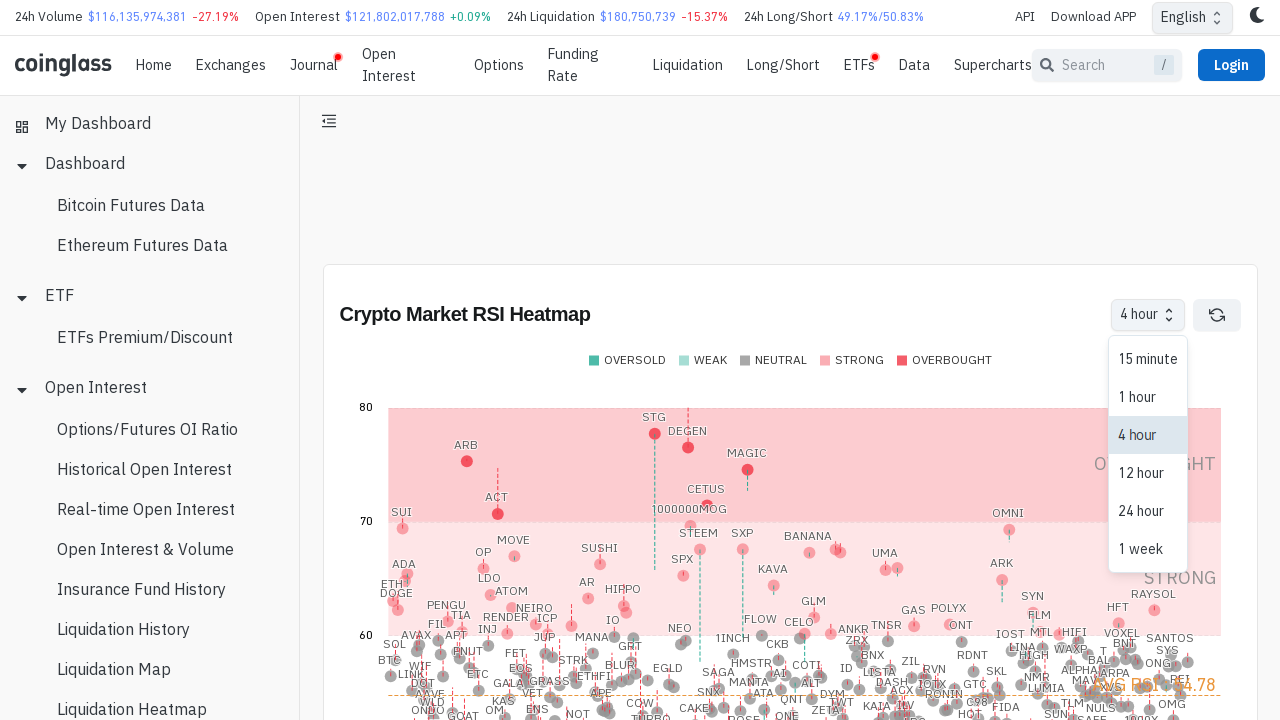 24h Volume $116,135,974,381 -27.19% Open Interest $121,802,017,788 +0.09% 24h Liquidation $180,750,739 -15.37% 24h Long/Short 49.17%/50.83% API Download APP English
coinglass Home Exchanges Journal Open Interest Options Funding Rate Liquidation Long/Short ETFs Data Supercharts Search / Login
My Dashboard
Dashboard
Bitcoin Futures Data
Ethereum Futures Data
ETF
ETFs Premium/Discount
Open Interest
Options/Futures OI Ratio
Historical Open Interest
Real-time Open Interest
Open Interest & Volume
Insurance Fund History
Liquidation History
Liquidation Map
Liquidation Heatmap
Crypto Market RSI Heatmap
4 hour
15 minute
1 hour
4 hour
12 hour
24 hour
1 week
OVERSOLD WEAK NEUTRAL STRONG OVERBOUGHT
80
STG
DEGEN
ARB
MAGIC
CETUS
ACT
1000000MOG
70
SUI
OMNI
STEEM SXP
BANANA
MOVE
OP
SUSHI
UMA
SPX
ADA
KAVA
ARK
STRONG
LDO
AR
ETH
HIPPO
DOGE
ATOM
SYN
RAYSOL
PENGU
GLM
NEIRO
GAS
POLYX
HFT
TIA
RENDER
ICP
FLOW
CELO
FLM
FIL
INJ
IO
NEO
ANKR
TNSR
ONT
60
AVAX
APT
JUP
MANA
1INCH
ZRX
IOST
MTL
HIFI
VOXEL
SANTOS
SOL
BNUT
FET
GRT
CKB
BNX
LINA
WAXP
BNT
SYS
BTC
WIF
STRK
BLUR
HMSTR
COTI
ZIL
RDNT
HIGH
BAL
T
ONG
LINK
ETC
EOS
ETHFI
EGLD
SAGA
AI
ID
LISTA
RVN
SKL
NMR
ALPHA
ARPA
DOT
GALA
GRASS
MANTA
ALT
DASH
IOTX
GTC
LUMIA
AVG RSI
AAVE
VET
APE
SNX
ATA
DYM
ACX
RONIN
WLD
KAS
COW
QNT
TWT
ILV
C98
TLM
OMG
ONDO
OM
ENS
NOT
CAKE
ONE
ZETA
KAIA
HOT
FIDA
SUN
NULS
GOAT
TURBO